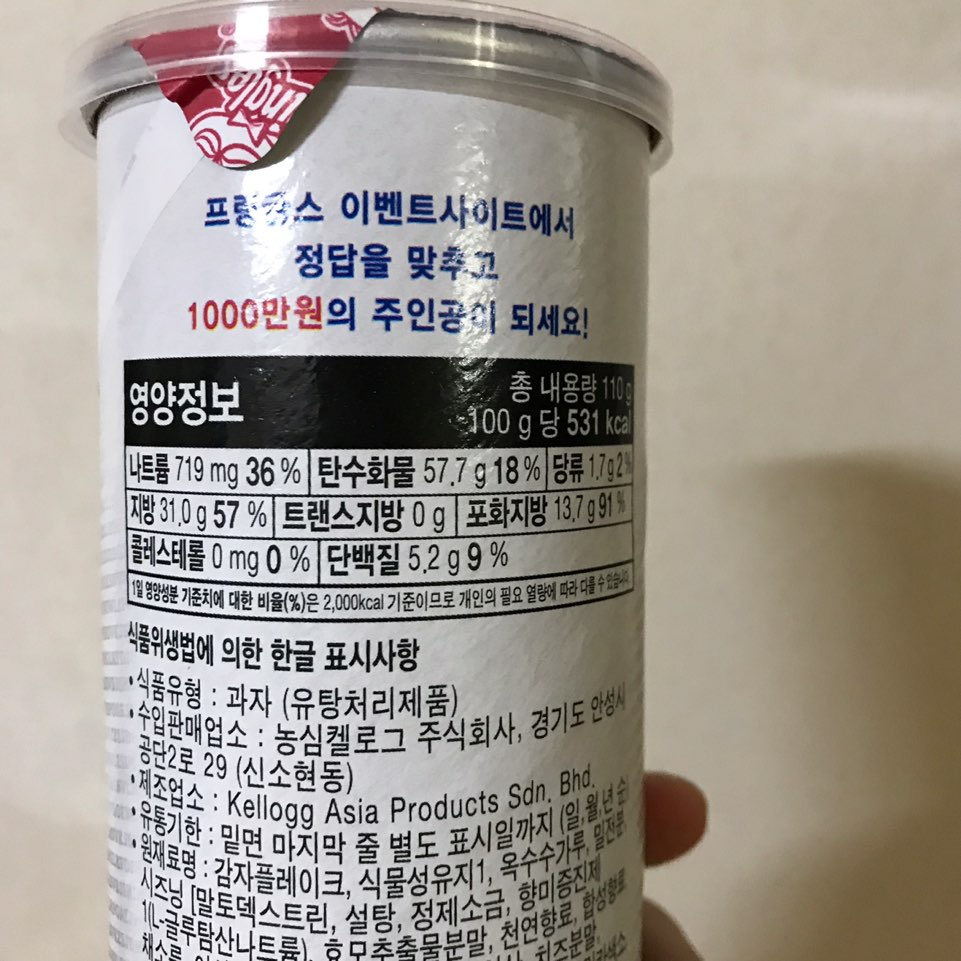 프링글스 이벤트사이트에서
정답을 맞추고
1000만원의 주인공이 되세요!
영양정보
총 내용량 110 g
100 g 당 531 kcal
나트륨 719 mg 36 % 탄수화물 57.7 g 18 % 당류 1.7 g 2 %
지방 31.0 g 57 % 트랜스지방 0 g 포화지방 13.7 g 91 %
콜레스테롤 0 mg 0 % 단백질 5.2 g 9 %
1일 영양성분 기준치에 대한 비율(%)은 2,000kcal 기준이므로 개인의 필요 열량에 따라 다를 수 있습니다.
식품위생법에 의한 한글 표시사항
• 식품유형 : 과자 (유탕처리제품)
• 수입판매업소 : 농심켈로그 주식회사, 경기도 안성시
공단2로 29 (신소현동)
• 제조업소 : Kellogg Asia Products Sdn. Bhd.
• 유통기한 : 밑면 마지막 줄 별도 표시일까지 (일,월,년 순)
• 원재료명 : 감자플레이크, 식물성유지1, 옥수수가루, 밀전분,
시즈닝 [말토덱스트린, 설탕, 정제소금, 향미증진제
1(L-글루탐산나트륨), 효모추출물분말, 천연향료, 합성향료,
치즈분말,